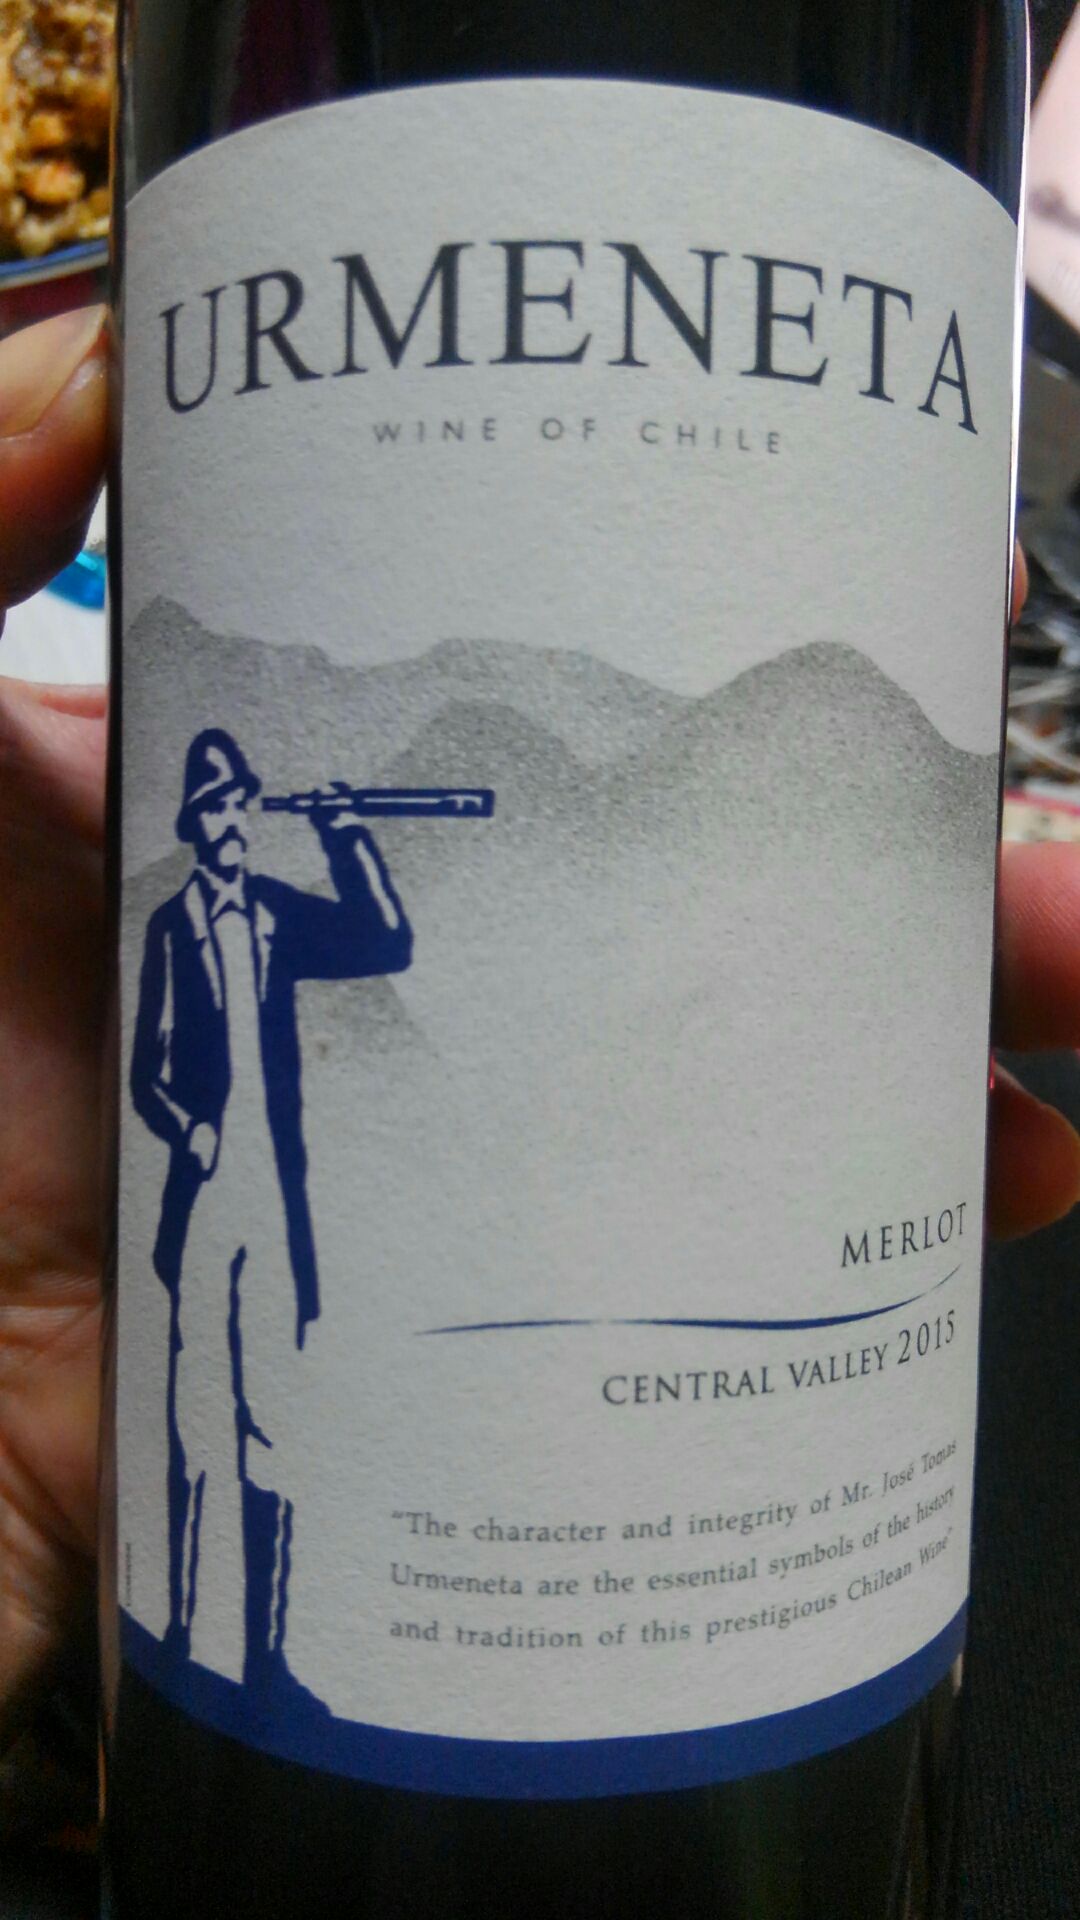 URMENETA
WINE OF CHILE
MERLOT
CENTRAL VALLEY 2015
"The character and integrity of Mr. José Tomas
Urmeneta are the essential symbols of the history
and tradition of this prestigious Chilean Wine"